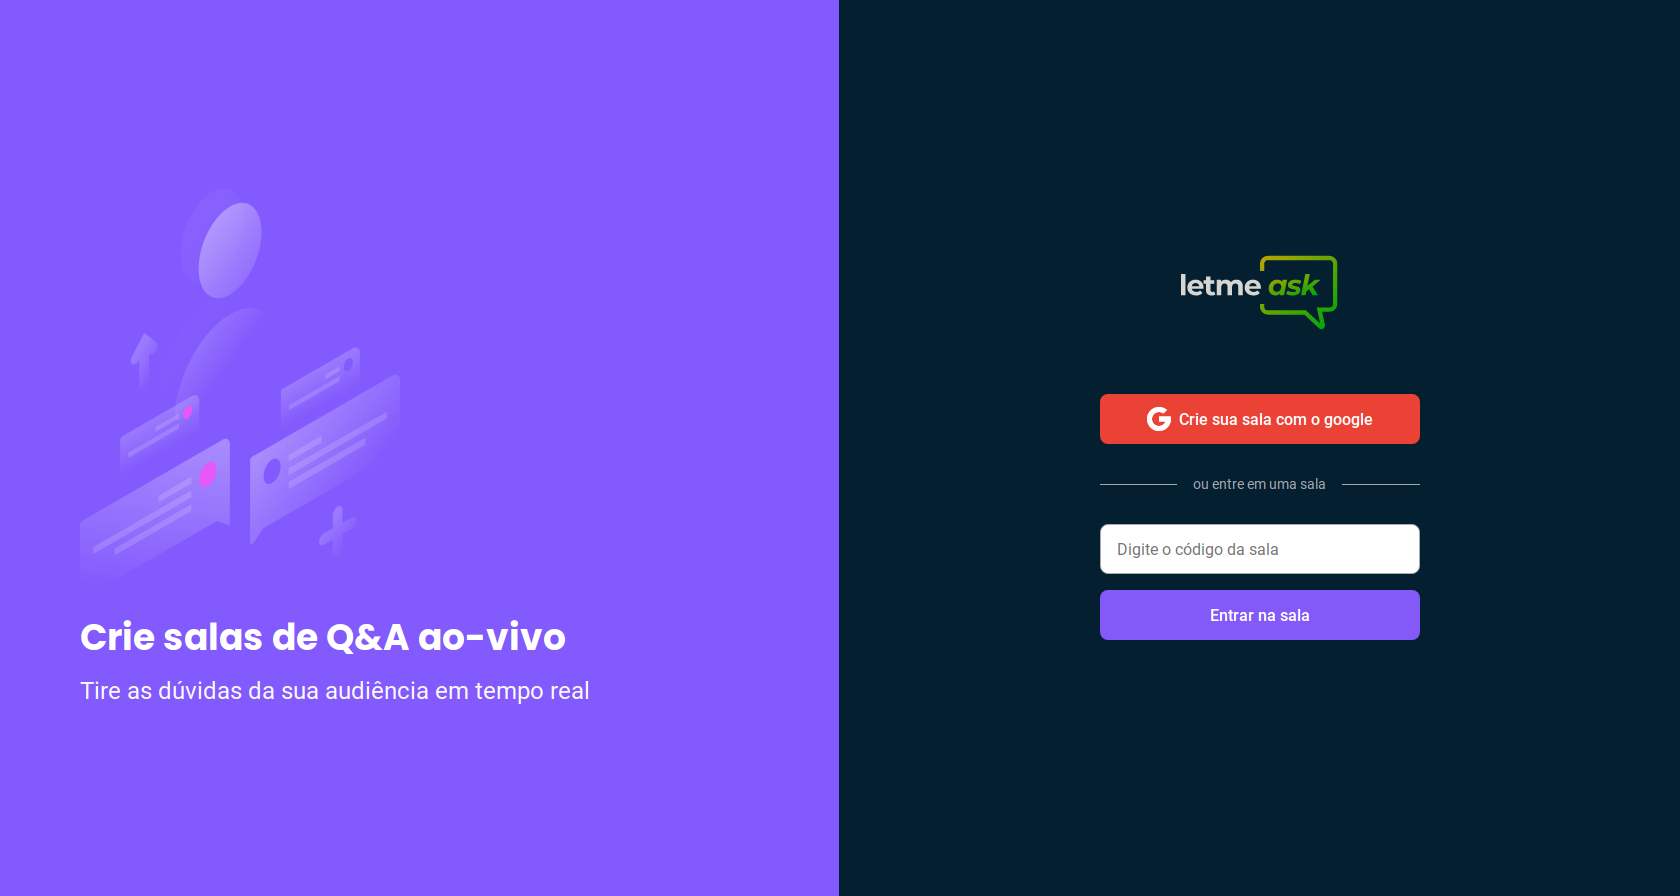 Crie salas de Q&A ao-vivo
Tire as dúvidas da sua audiência em tempo real
letme ask
Crie sua sala com o google
ou entre em uma sala
Digite o código da sala
Entrar na sala